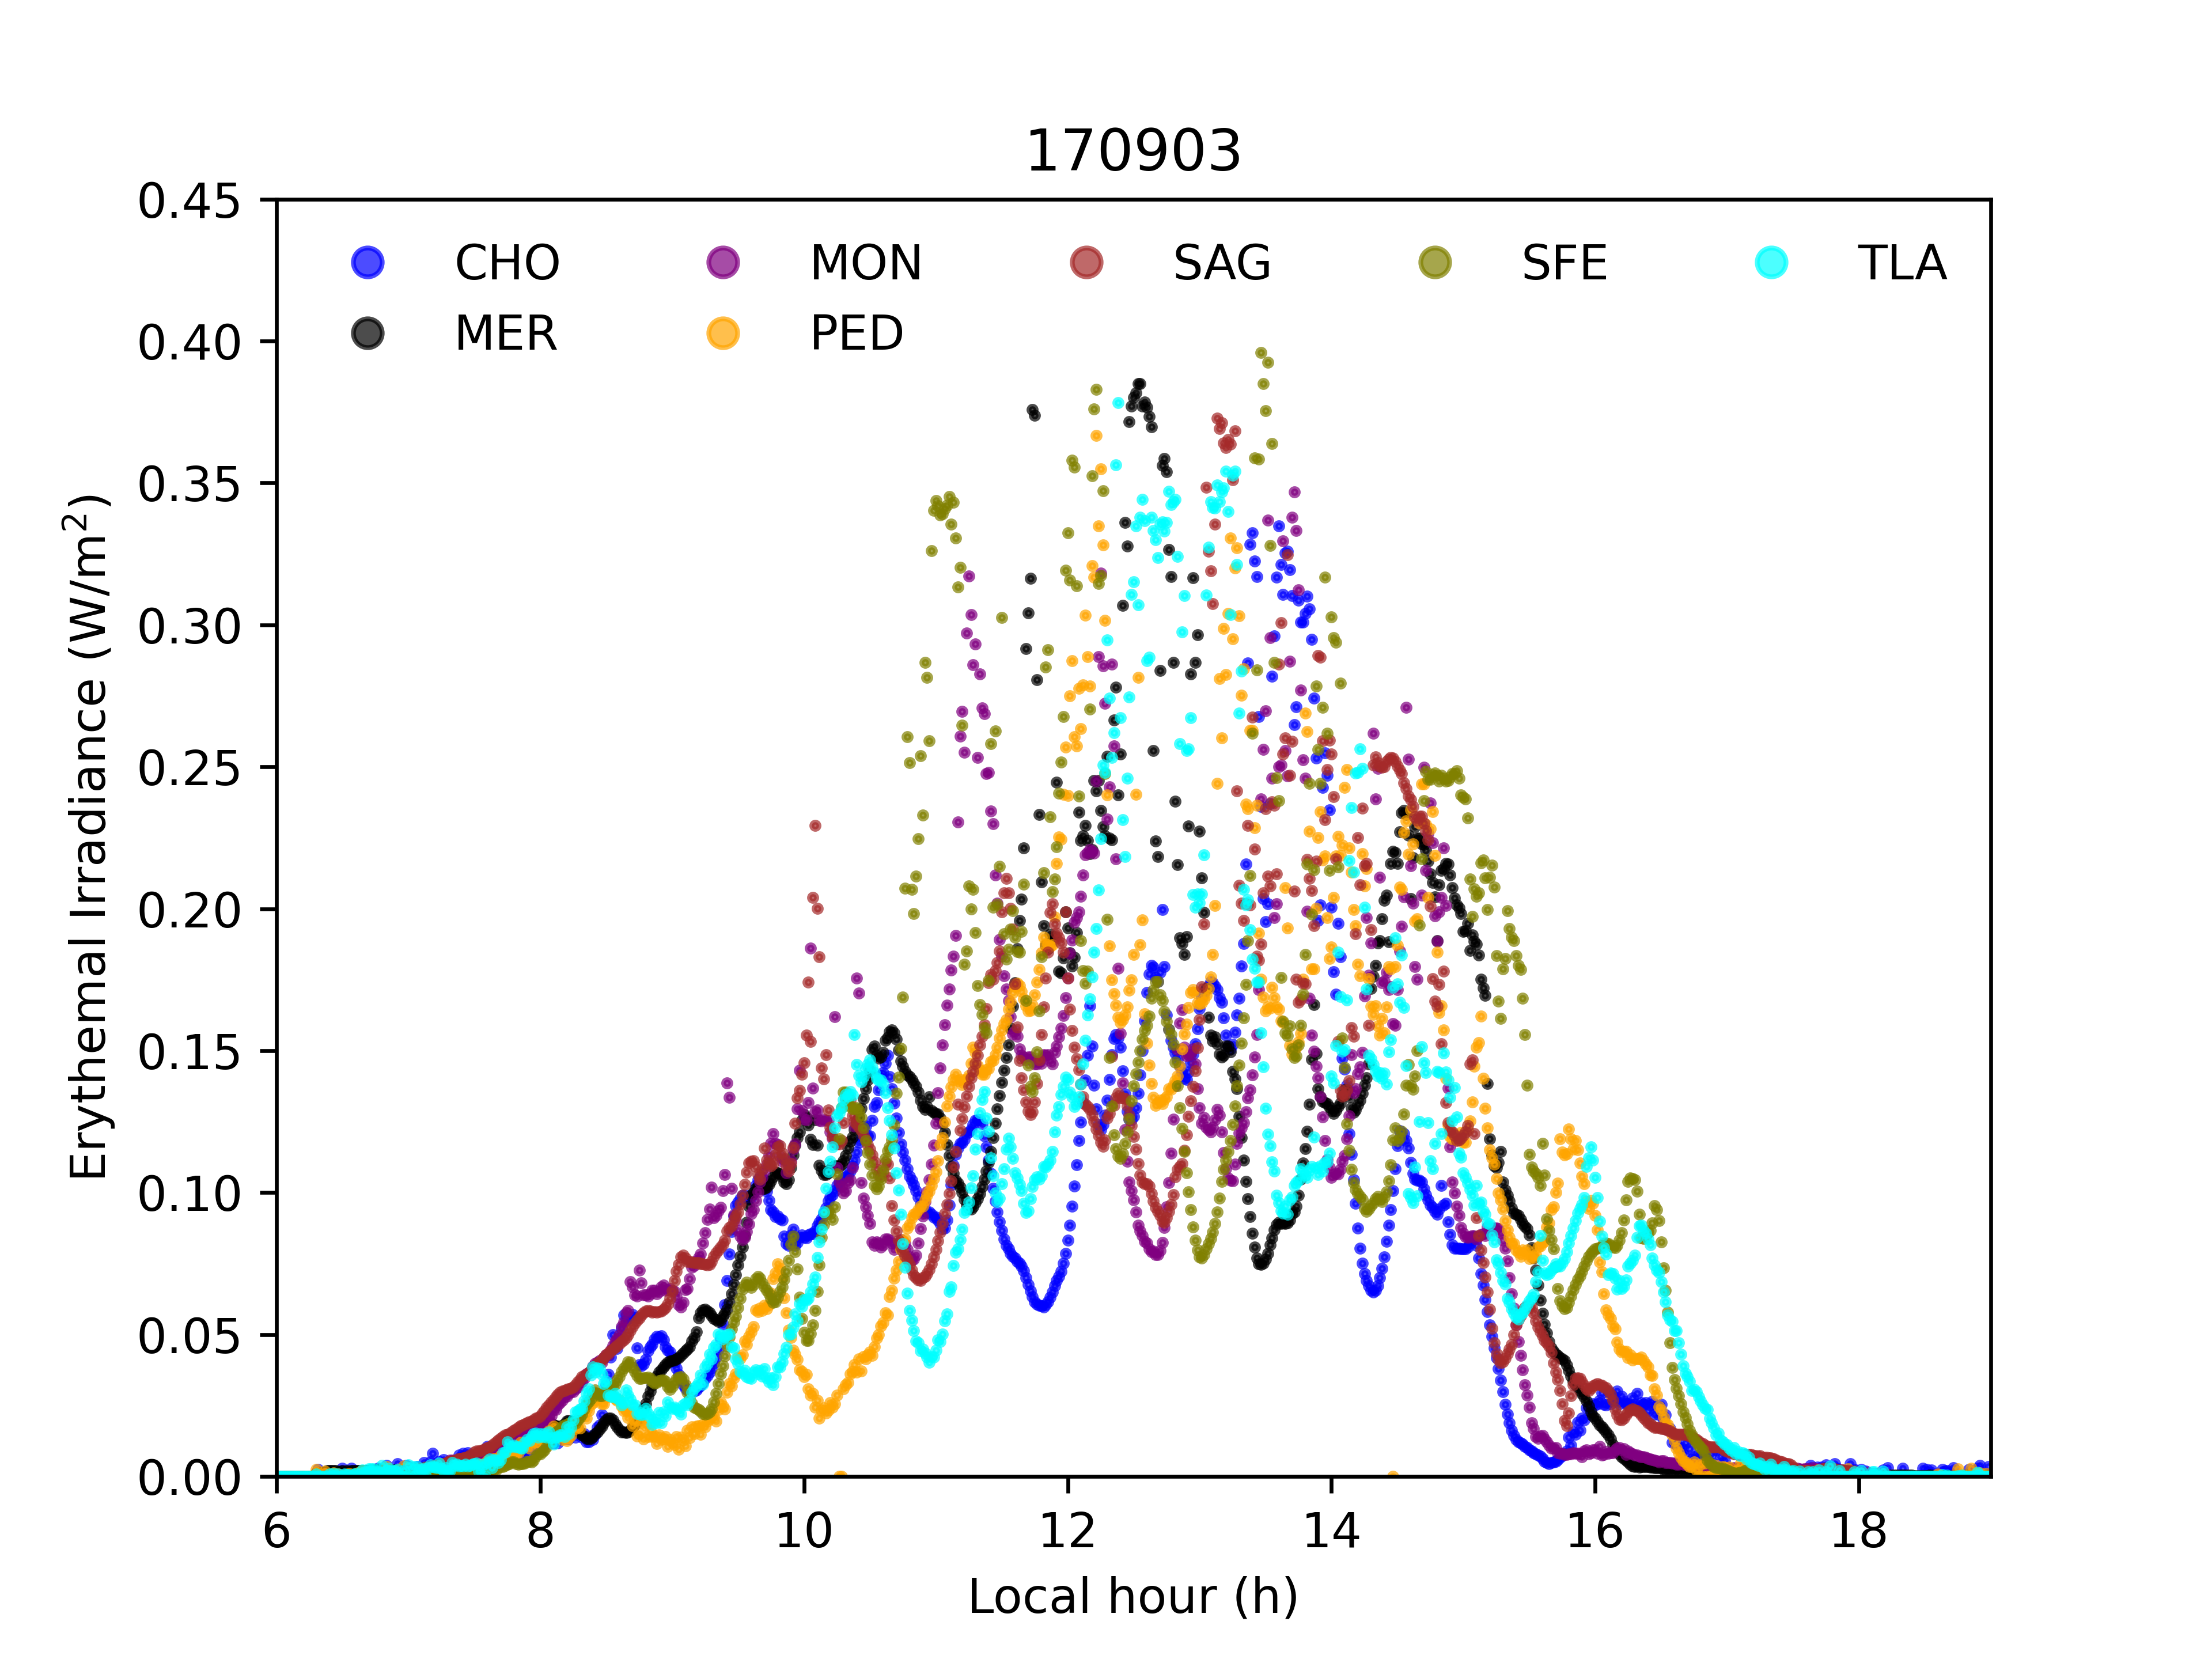 170903
0.45
0.40
0.35
0.30
0.25
0.20
0.15
0.10
0.05
0.00
Erythemal Irradiance (W/m²)
CHO MON SAG SFE TLA
MER PED
6 8 10 12 14 16 18
Local hour (h)